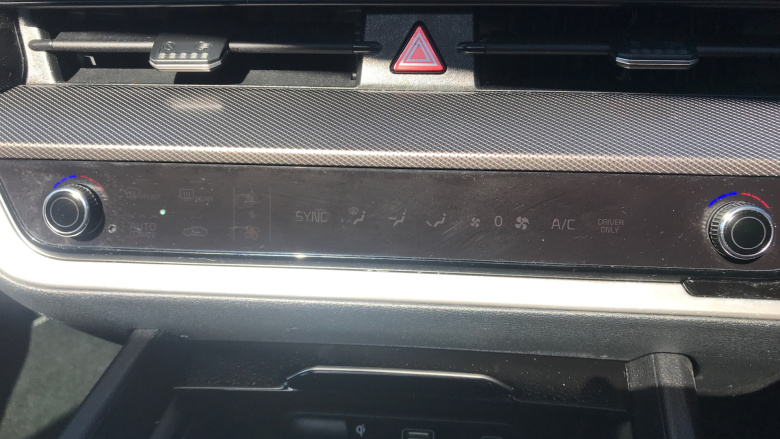 AUTO
SYNC
0
A/C
DRIVER
ONLY